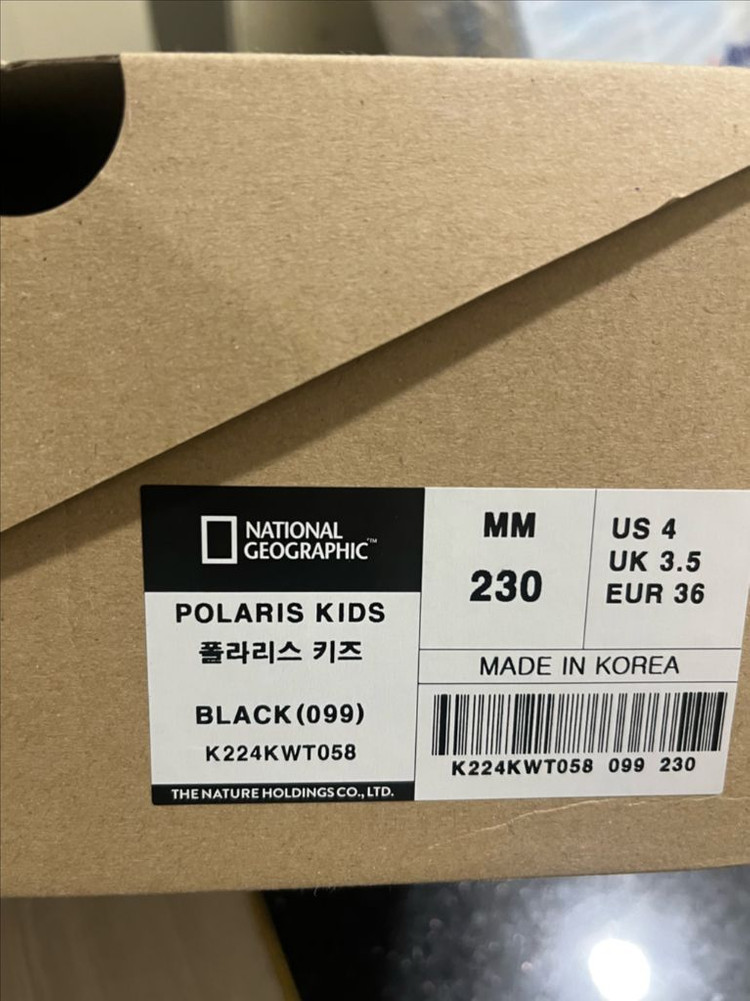 NATIONAL
GEOGRAPHIC™
POLARIS KIDS
폴라리스 키즈
BLACK(099)
K224KWT058
THE NATURE HOLDINGS CO., LTD.
MM
230
US 4
UK 3.5
EUR 36
MADE IN KOREA
K224KWT058 099 230